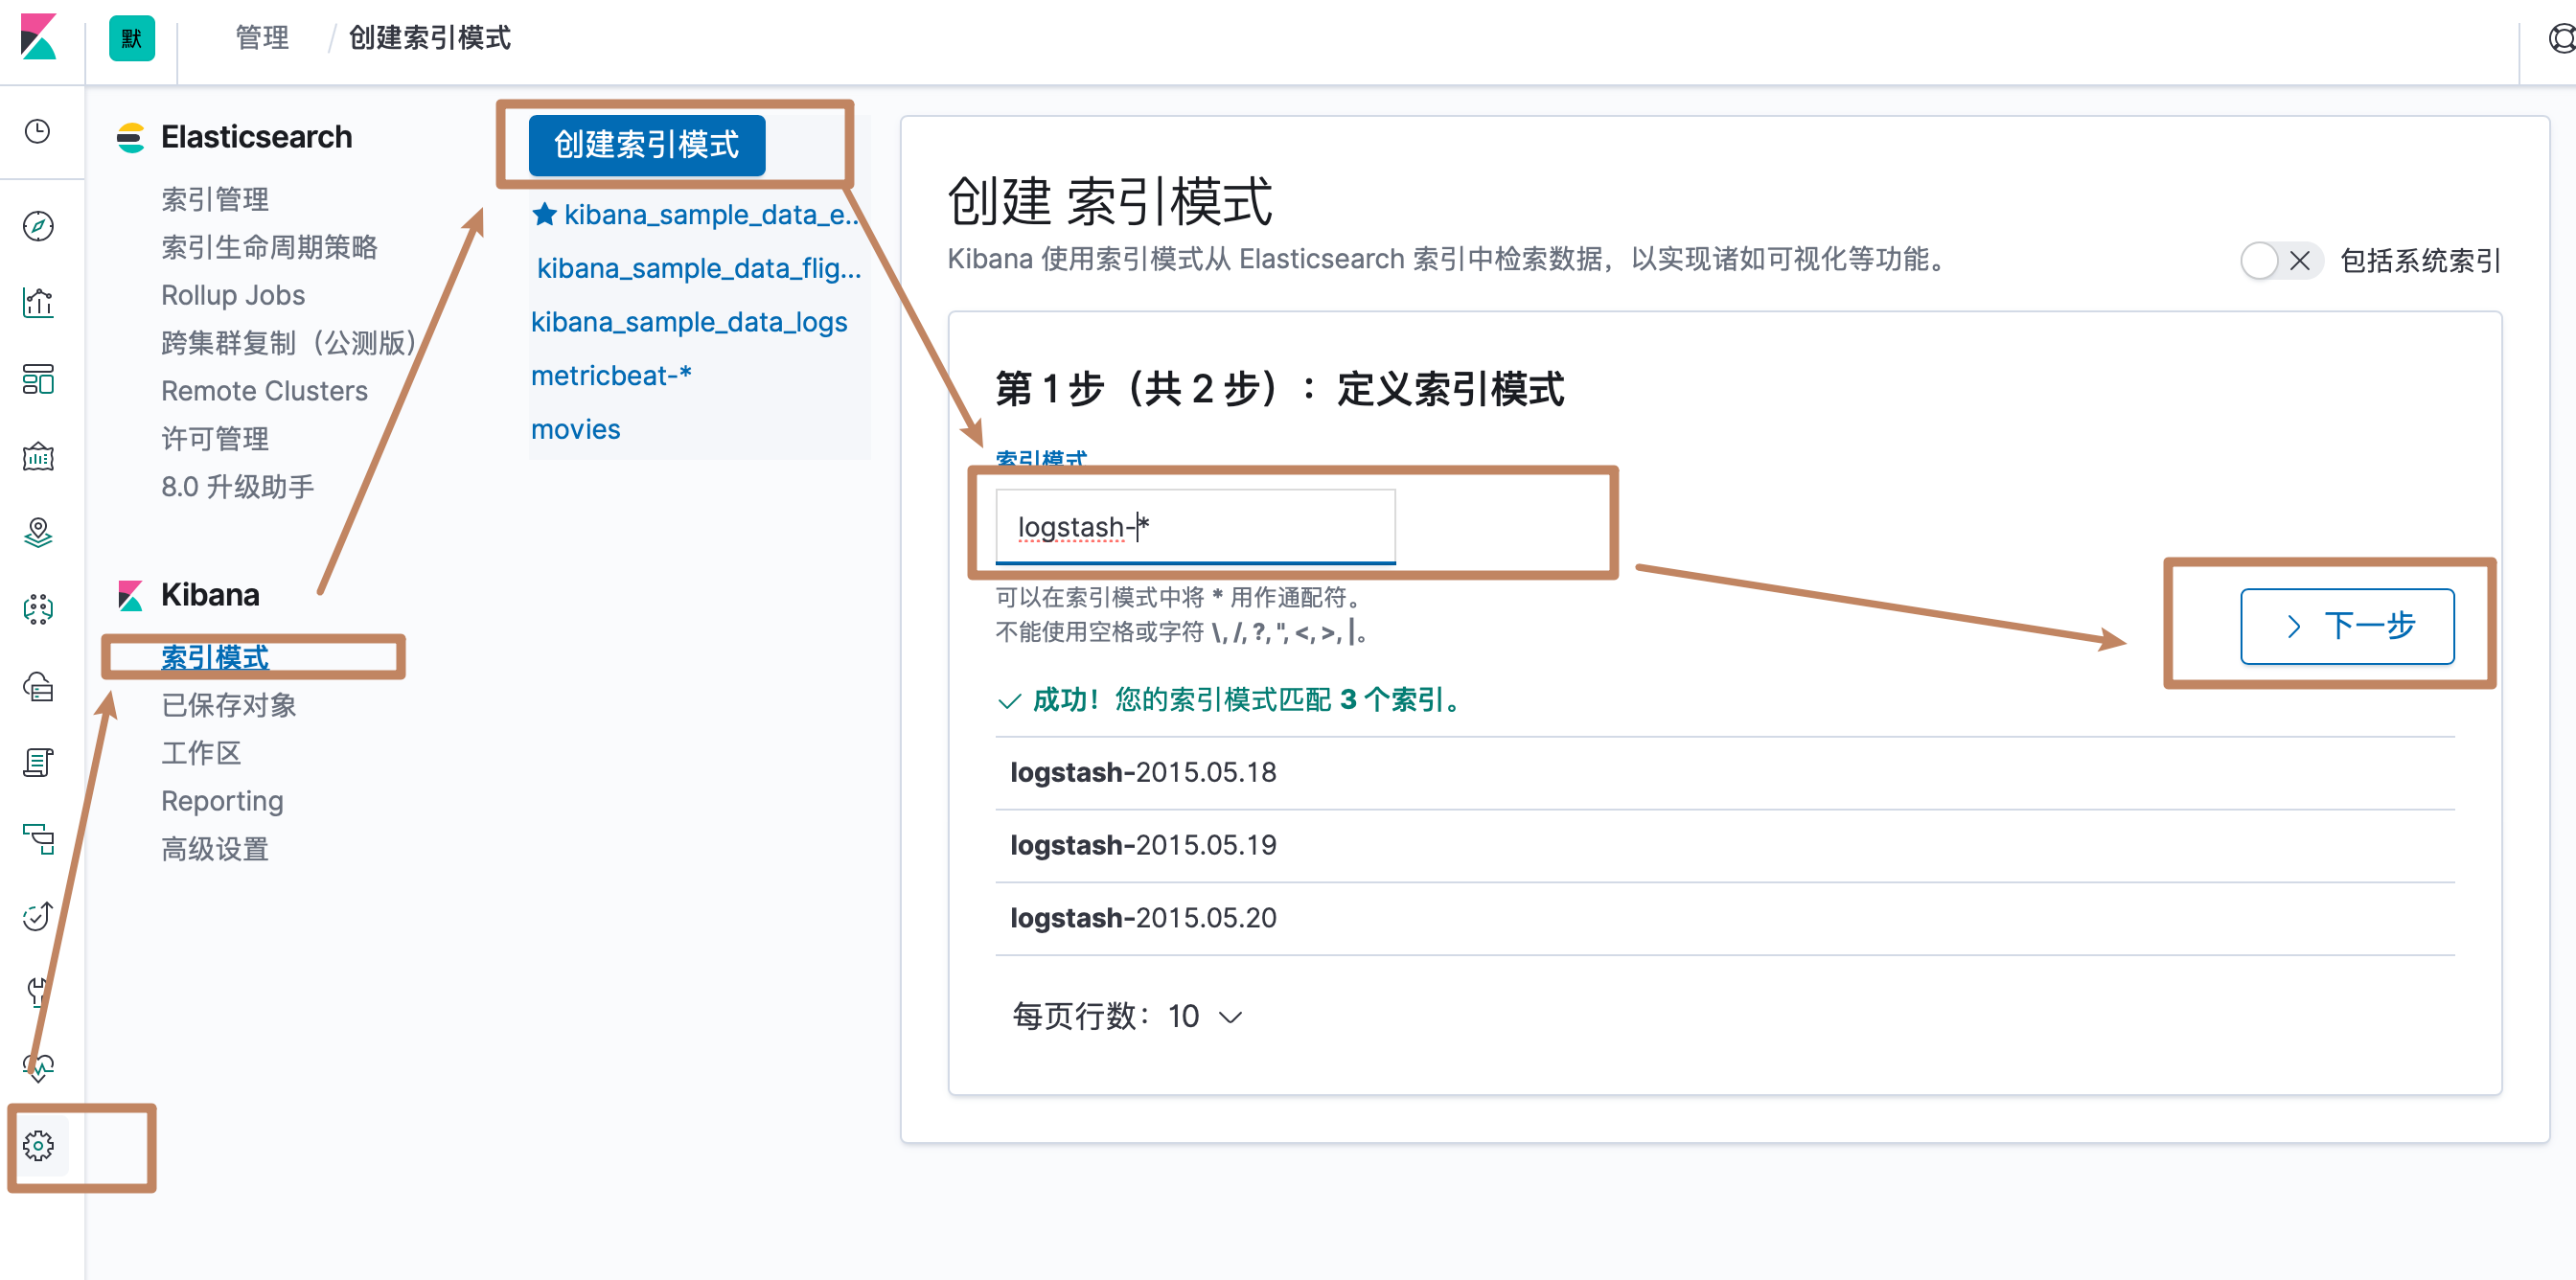 默
管理 / 创建索引模式
Elasticsearch
索引管理
索引生命周期策略
Rollup Jobs
跨集群复制（公测版）
Remote Clusters
许可管理
8.0 升级助手
Kibana
索引模式
已保存对象
工作区
Reporting
高级设置
创建索引模式
kibana_sample_data_e...
kibana_sample_data_flig...
kibana_sample_data_logs
metricbeat-*
movies
创建 索引模式
Kibana 使用索引模式从 Elasticsearch 索引中检索数据，以实现诸如可视化等功能。
包括系统索引
第 1 步（共 2 步）：定义索引模式
索引模式
logstash-*
可以在索引模式中将 * 用作通配符。
不能使用空格或字符 \, /, ?, ", <, >, |。
下一步
成功！您的索引模式匹配 3 个索引。
logstash-2015.05.18
logstash-2015.05.19
logstash-2015.05.20
每页行数：10